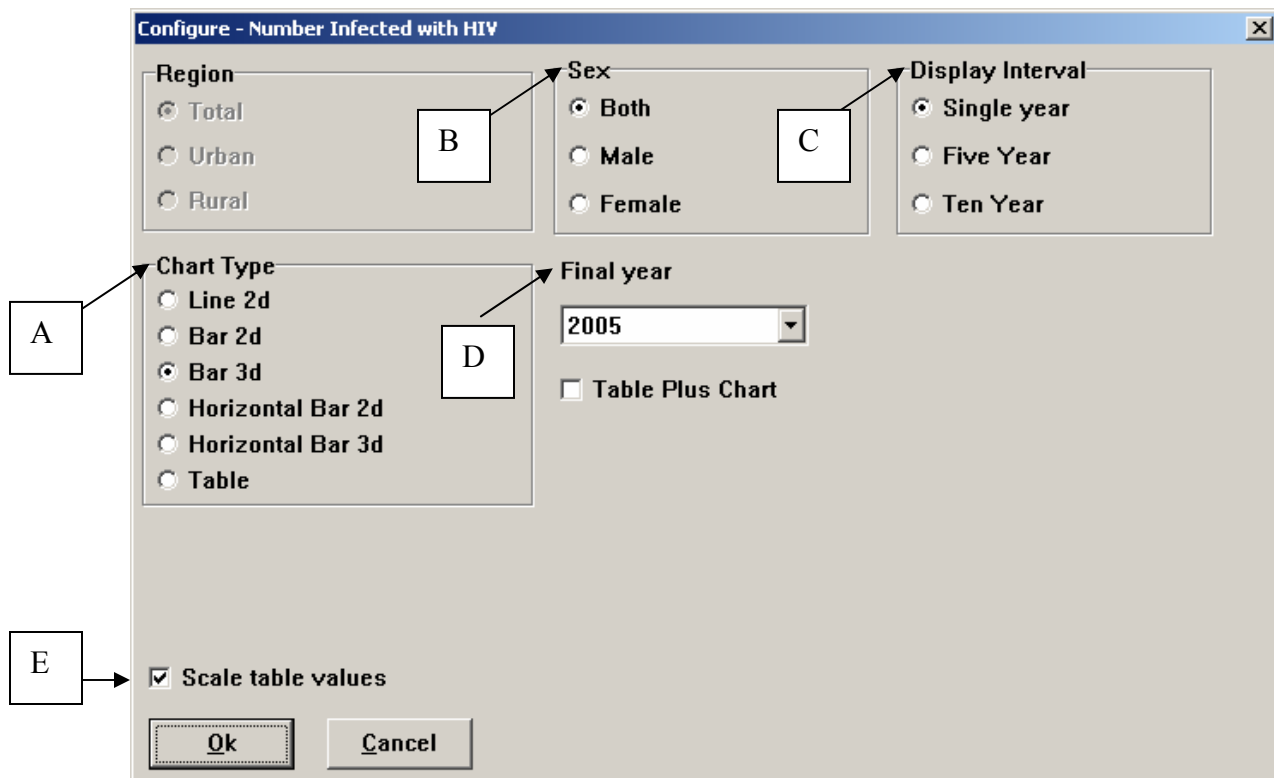 Configure - Number Infected with HIV
Region
Total
Urban
Rural
B
Sex
Both
Male
Female
C
Display Interval
Single year
Five Year
Ten Year
A
Chart Type
Line 2d
Bar 2d
Bar 3d
Horizontal Bar 2d
Horizontal Bar 3d
Table
D
Final year
2005
Table Plus Chart
E
Scale table values
Ok
Cancel